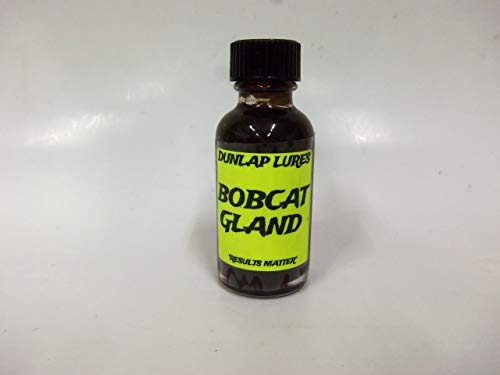 DUNLAP LURES
BOBCAT
GLAND
"RESULTS MATTER"